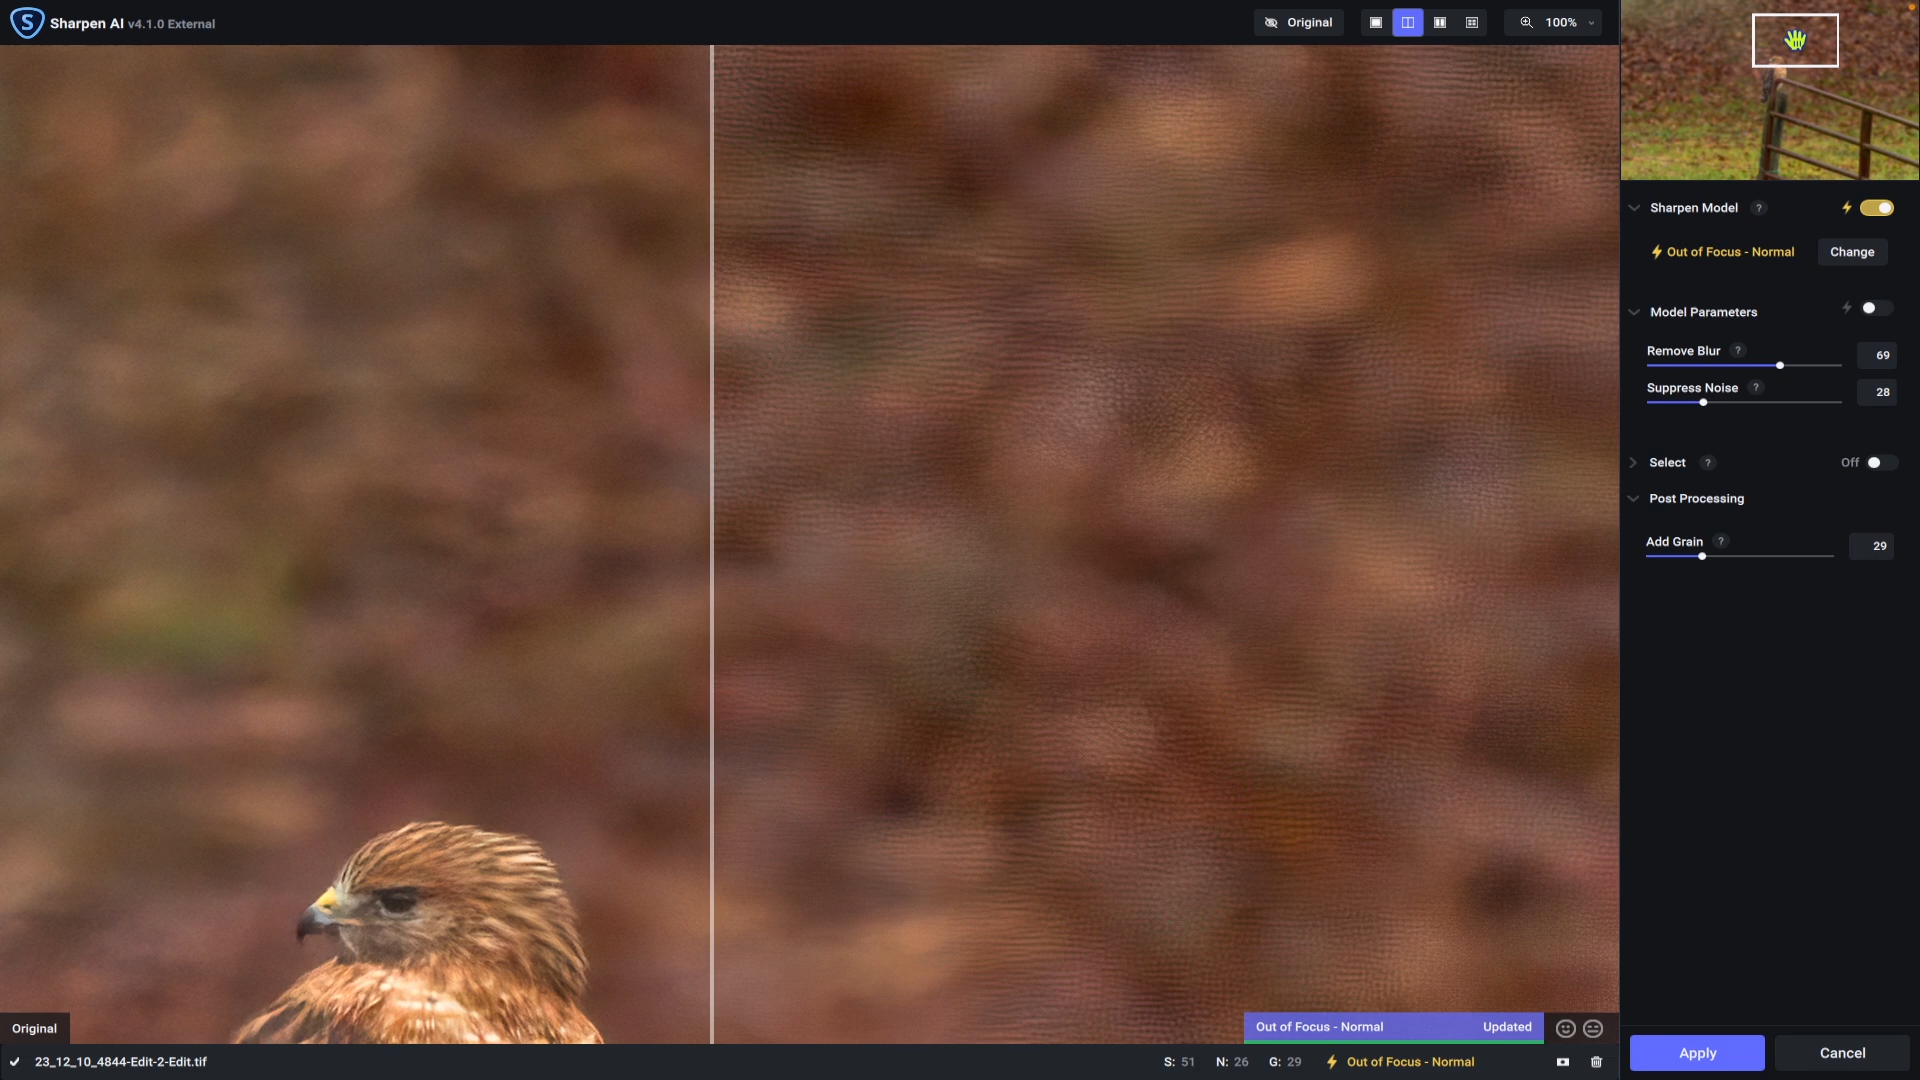 Sharpen AI v4.1.0 External
Original
100%
Sharpen Model ?
Out of Focus - Normal
Change
Model Parameters
Remove Blur ?
69
Suppress Noise ?
28
Select ?
Off
Post Processing
Add Grain ?
29
Original
Out of Focus - Normal
Updated
23_12_10_4844-Edit-2-Edit.tif
S: 51
N: 26
G: 29
Out of Focus - Normal
Apply
Cancel